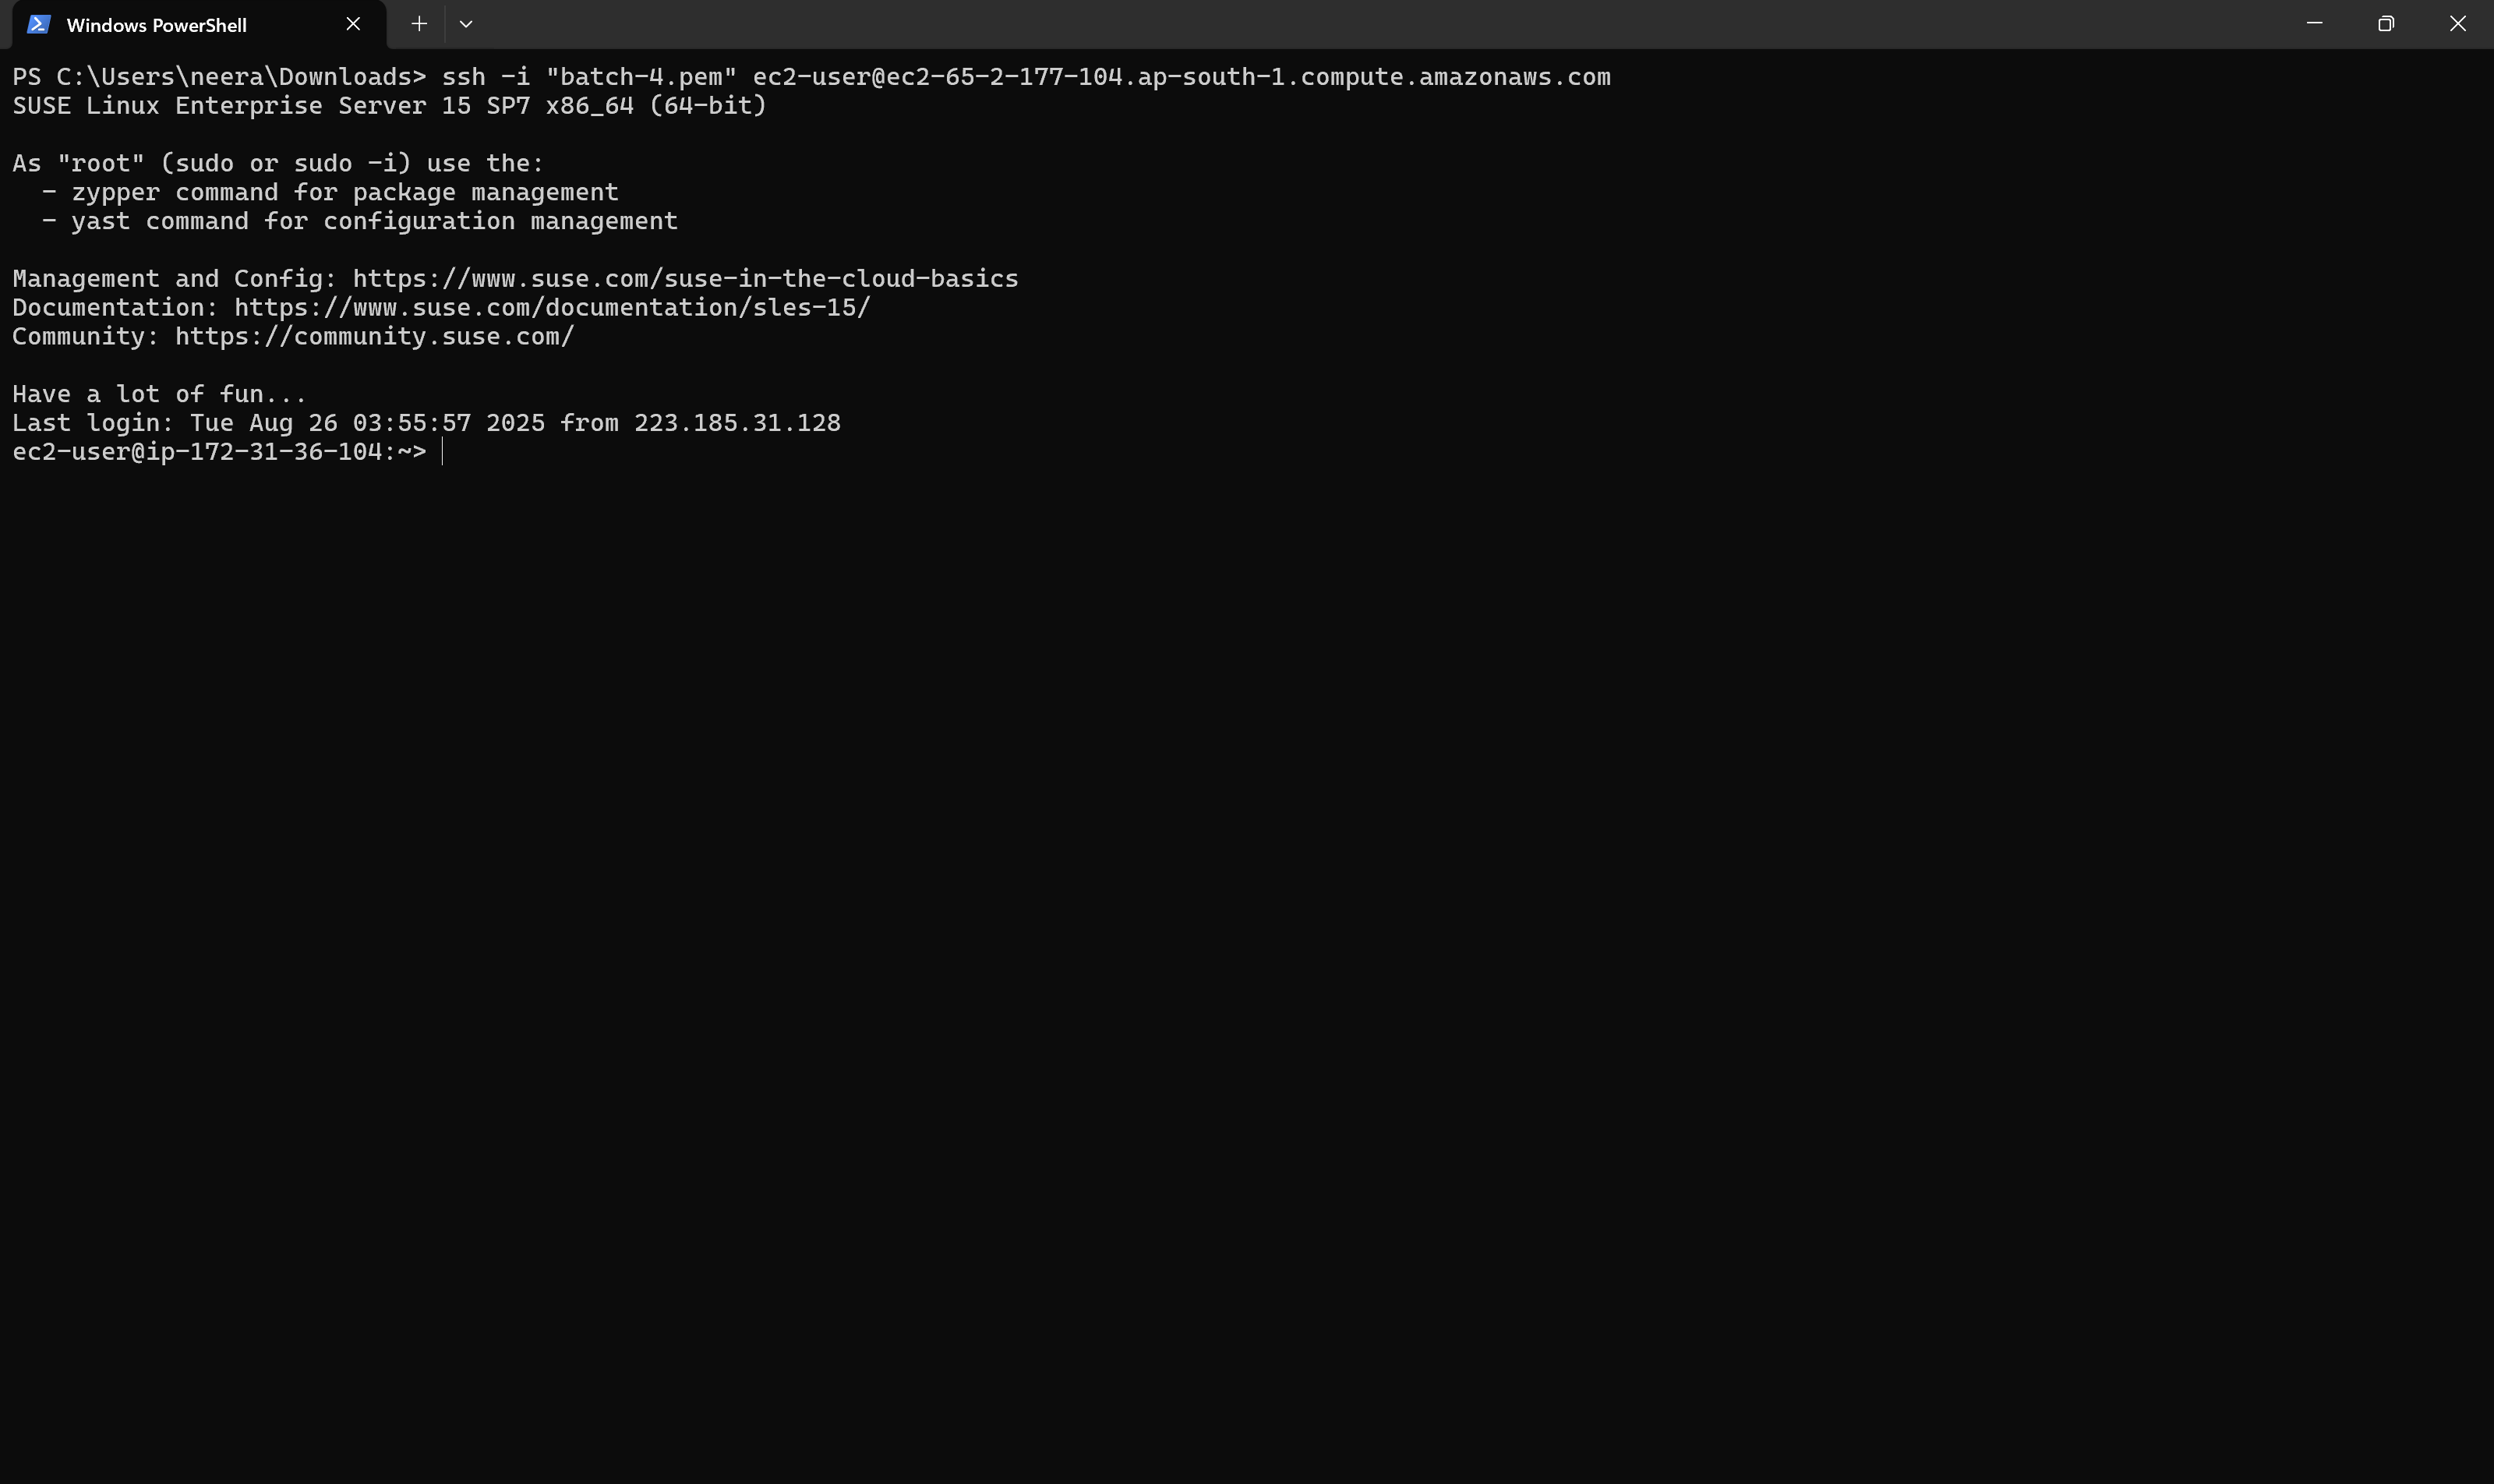 Windows PowerShell
PS C:\Users\neera\Downloads> ssh -i "batch-4.pem" ec2-user@ec2-65-2-177-104.ap-south-1.compute.amazonaws.com
SUSE Linux Enterprise Server 15 SP7 x86_64 (64-bit)

As "root" (sudo or sudo -i) use the:
  - zypper command for package management
  - yast command for configuration management

Management and Config: https://www.suse.com/suse-in-the-cloud-basics
Documentation: https://www.suse.com/documentation/sles-15/
Community: https://community.suse.com/

Have a lot of fun...
Last login: Tue Aug 26 03:55:57 2025 from 223.185.31.128
ec2-user@ip-172-31-36-104:~>